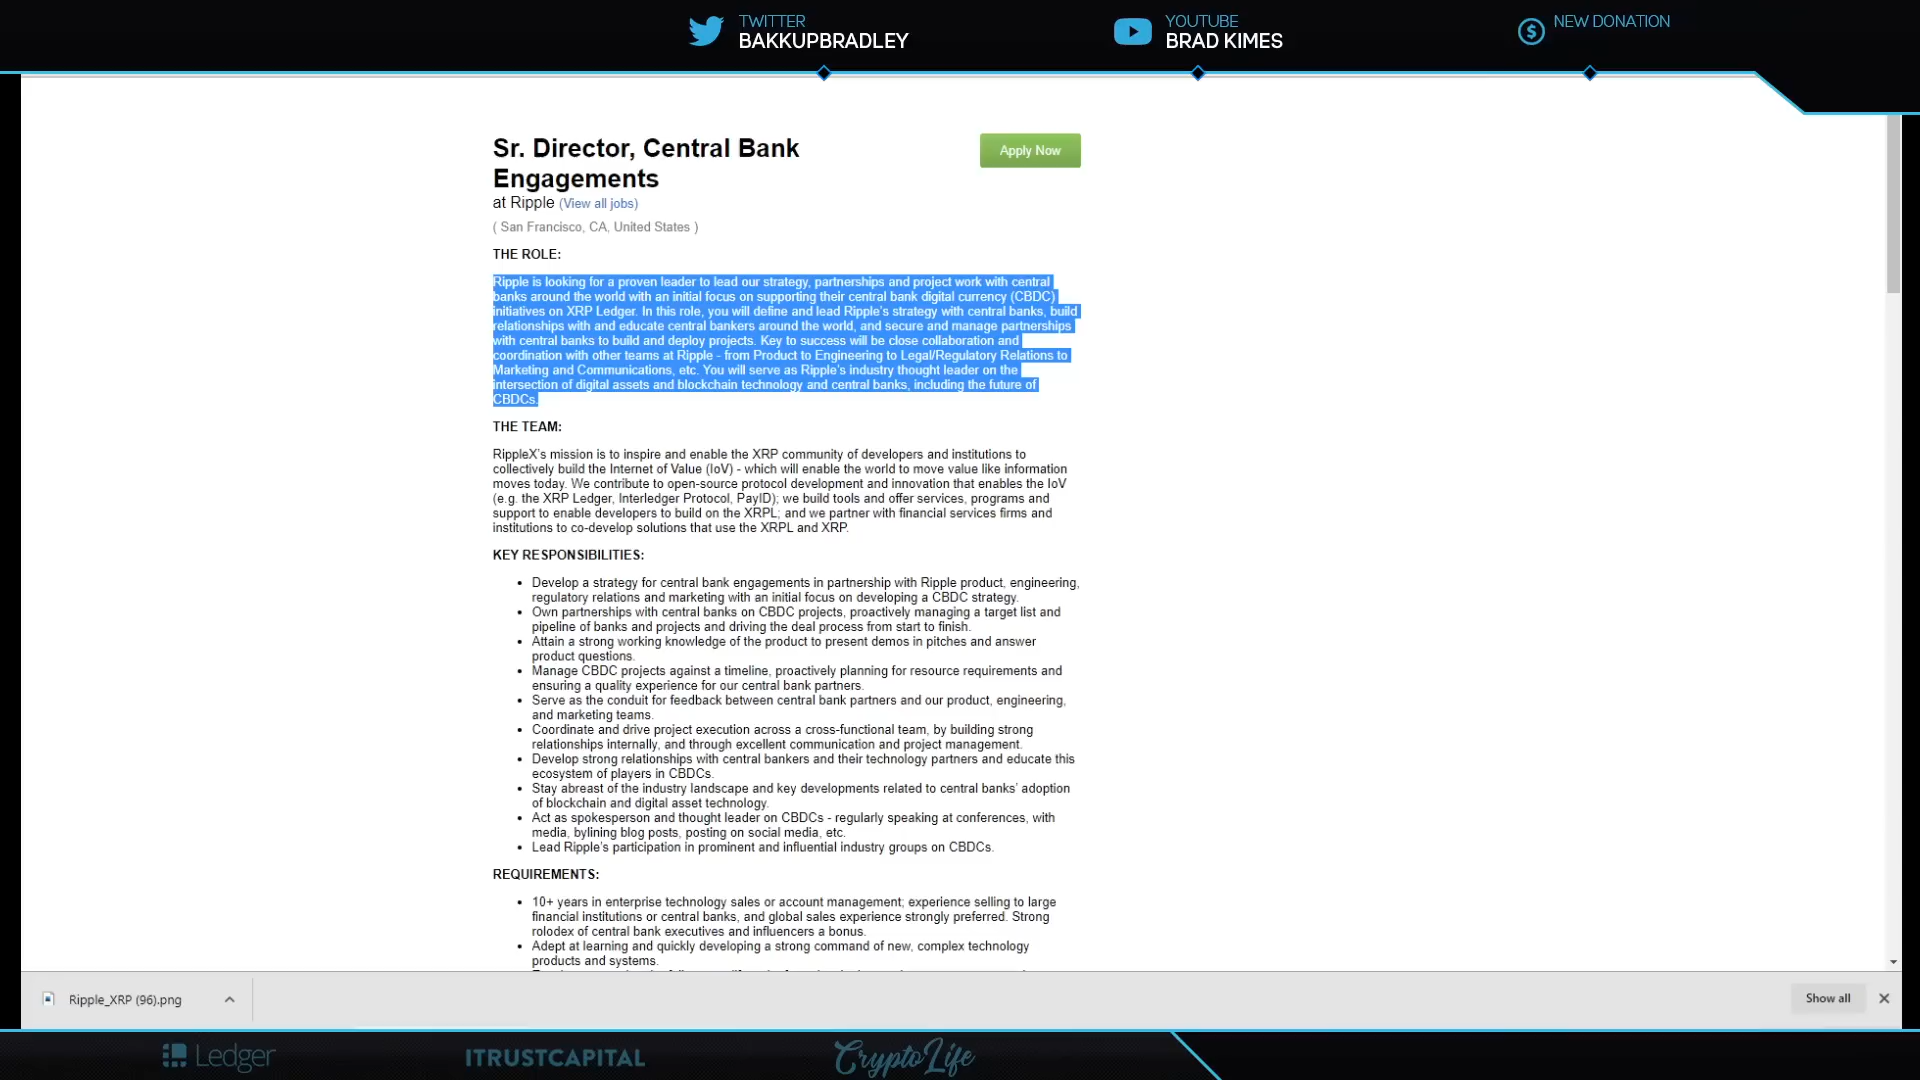 TWITTER
BAKKUPBRADLEY
YOUTUBE
BRAD KIMES
NEW DONATION
Sr. Director, Central Bank
Engagements
Apply Now
at Ripple (View all jobs)
( San Francisco, CA, United States )
THE ROLE:
Ripple is looking for a proven leader to lead our strategy, partnerships and project work with central
banks around the world with an initial focus on supporting their central bank digital currency (CBDC)
initiatives on XRP Ledger. In this role, you will define and lead Ripple's strategy with central banks, build
relationships with and educate central bankers around the world, and secure and manage partnerships
with central banks to build and deploy projects. Key to success will be close collaboration and
coordination with other teams at Ripple - from Product to Engineering to Legal/Regulatory Relations to
Marketing and Communications, etc. You will serve as Ripple's industry thought leader on the
intersection of digital assets and blockchain technology and central banks, including the future of
CBDCs.
THE TEAM:
RippleX's mission is to inspire and enable the XRP community of developers and institutions to
collectively build the Internet of Value (IoV) - which will enable the world to move value like information
moves today. We contribute to open-source protocol development and innovation that enables the IoV
(e.g. the XRP Ledger, Interledger Protocol, PayID); we build tools and offer services, programs and
support to enable developers to build on the XRPL; and we partner with financial services firms and
institutions to co-develop solutions that use the XRPL and XRP.
KEY RESPONSIBILITIES:
• Develop a strategy for central bank engagements in partnership with Ripple product, engineering,
regulatory relations and marketing with an initial focus on developing a CBDC strategy.
• Own partnerships with central banks on CBDC projects, proactively managing a target list and
pipeline of banks and projects and driving the deal process from start to finish.
• Attain a strong working knowledge of the product to present demos in pitches and answer
product questions.
• Manage CBDC projects against a timeline, proactively planning for resource requirements and
ensuring a quality experience for our central bank partners.
• Serve as the conduit for feedback between central bank partners and our product, engineering,
and marketing teams.
• Coordinate and drive project execution across a cross-functional team, by building strong
relationships internally, and through excellent communication and project management.
• Develop strong relationships with central bankers and their technology partners and educate this
ecosystem of players in CBDCs.
• Stay abreast of the industry landscape and key developments related to central banks' adoption
of blockchain and digital asset technology.
• Act as spokesperson and thought leader on CBDCs - regularly speaking at conferences, with
media, bylining blog posts, posting on social media, etc.
• Lead Ripple's participation in prominent and influential industry groups on CBDCs.
REQUIREMENTS:
• 10+ years in enterprise technology sales or account management; experience selling to large
financial institutions or central banks, and global sales experience strongly preferred. Strong
rolodex of central bank executives and influencers a bonus.
• Adept at learning and quickly developing a strong command of new, complex technology
products and systems.
Ripple_XRP (96).png
Show all
Ledger
ITRUSTCAPITAL
CryptoLife